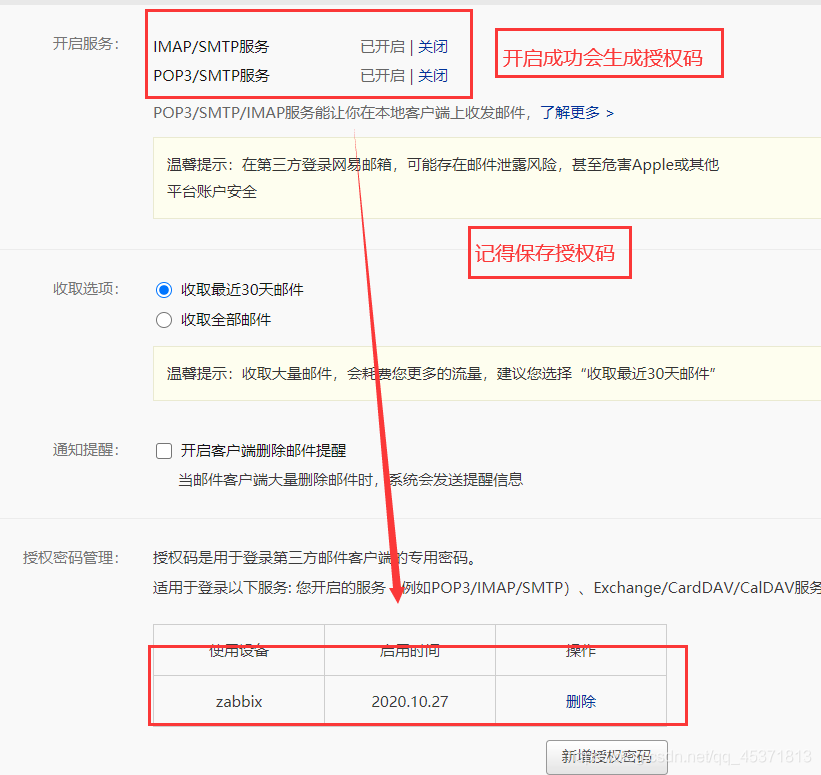 开启服务:
IMAP/SMTP服务 已开启 | 关闭
开启成功会生成授权码
POP3/SMTP服务 已开启 | 关闭
POP3/SMTP/IMAP服务能让你在本地客户端上收发邮件，了解更多 >
温馨提示：在第三方登录网易邮箱，可能存在邮件泄露风险，甚至危害Apple或其他
平台账户安全
记得保存授权码
收取选项: 收取最近30天邮件
收取全部邮件
温馨提示：收取大量邮件，会耗费您更多的流量，建议您选择“收取最近30天邮件”
通知提醒: 开启客户端删除邮件提醒
当邮件客户端大量删除邮件时，系统会发送提醒信息
授权密码管理: 授权码是用于登录第三方邮件客户端的专用密码。
适用于登录以下服务: 您开启的服务 例如POP3/IMAP/SMTP）、Exchange/CardDAV/CalDAV服务
使用设备 启用时间 操作
zabbix 2020.10.27 删除
新增授权密码 csdn.net/qq_45371813